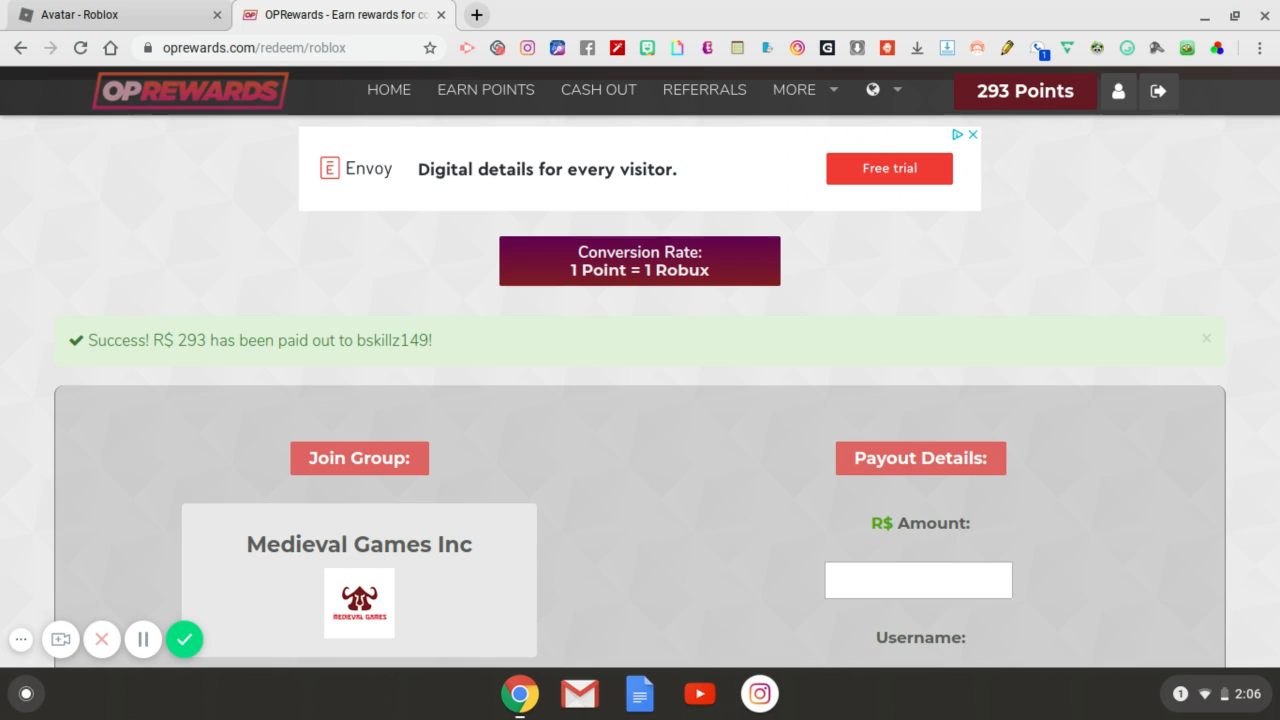 Avatar - Roblox
OPRewards - Earn rewards for co
oprewards.com/redeem/roblox
1
OPREWARDS
HOME
EARN POINTS
CASH OUT
REFERRALS
MORE
293 Points
Envoy
Digital details for every visitor.
Free trial
Conversion Rate:
1 Point = 1 Robux
Success! R$ 293 has been paid out to bskillz149!
Join Group:
Payout Details:
Medieval Games Inc
R$ Amount:
MEDIEVAL GAMES
Username:
1
2:06